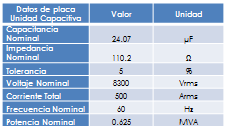 Datos de placa Unidad Capacitiva Valor Unidad
Capacitancia Nominal 24.07 µF
Impedancia Nominal 110.2 Ω
Tolerancia 5 %
Voltaje Nominal 8300 Vrms
Corriente Total 500 Arms
Frecuencia Nominal 60 Hz
Potencia Nominal 0.625 MVA